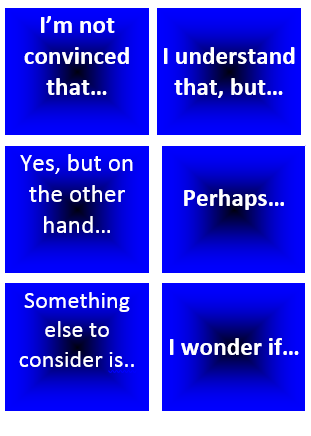 I’m not
convinced
that…
I understand
that, but…
Yes, but on
the other
hand…
Perhaps…
Something
else to
consider is..
I wonder if…